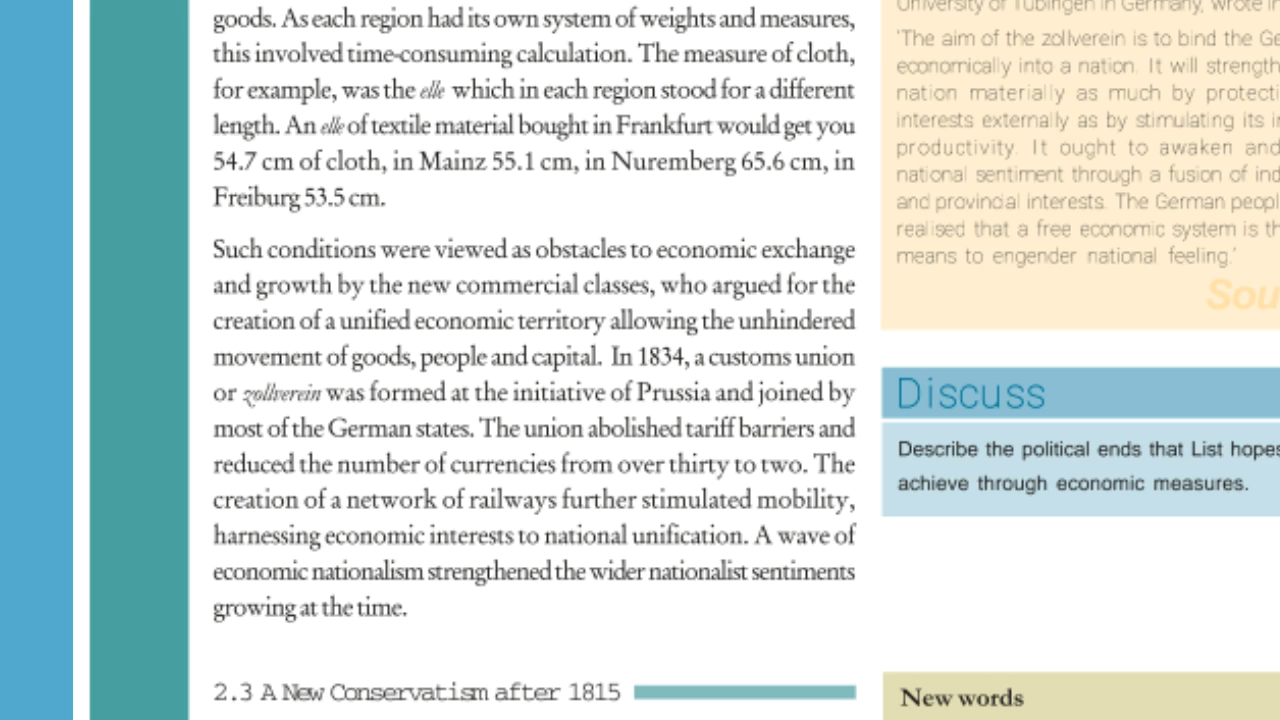 goods. As each region had its own system of weights and measures,
this involved time-consuming calculation. The measure of cloth,
for example, was the elle which in each region stood for a different
length. An elle of textile material bought in Frankfurt would get you
54.7 cm of cloth, in Mainz 55.1 cm, in Nuremberg 65.6 cm, in
Freiburg 53.5 cm.
Such conditions were viewed as obstacles to economic exchange
and growth by the new commercial classes, who argued for the
creation of a unified economic territory allowing the unhindered
movement of goods, people and capital. In 1834, a customs union
or zollverein was formed at the initiative of Prussia and joined by
most of the German states. The union abolished tariff barriers and
reduced the number of currencies from over thirty to two. The
creation of a network of railways further stimulated mobility,
harnessing economic interests to national unification. A wave of
economic nationalism strengthened the wider nationalist sentiments
growing at the time.
2.3 A New Conservatism after 1815
University of Tübingen in Germany, wrote in
'The aim of the zollverein is to bind the Ge
economically into a nation. It will strength
nation materially as much by protecti
interests externally as by stimulating its in
productivity. It ought to awaken and
national sentiment through a fusion of ind
and provincial interests. The German peopl
realised that a free economic system is th
means to engender national feeling.'
Sou
Discuss
Describe the political ends that List hopes
achieve through economic measures.
New words